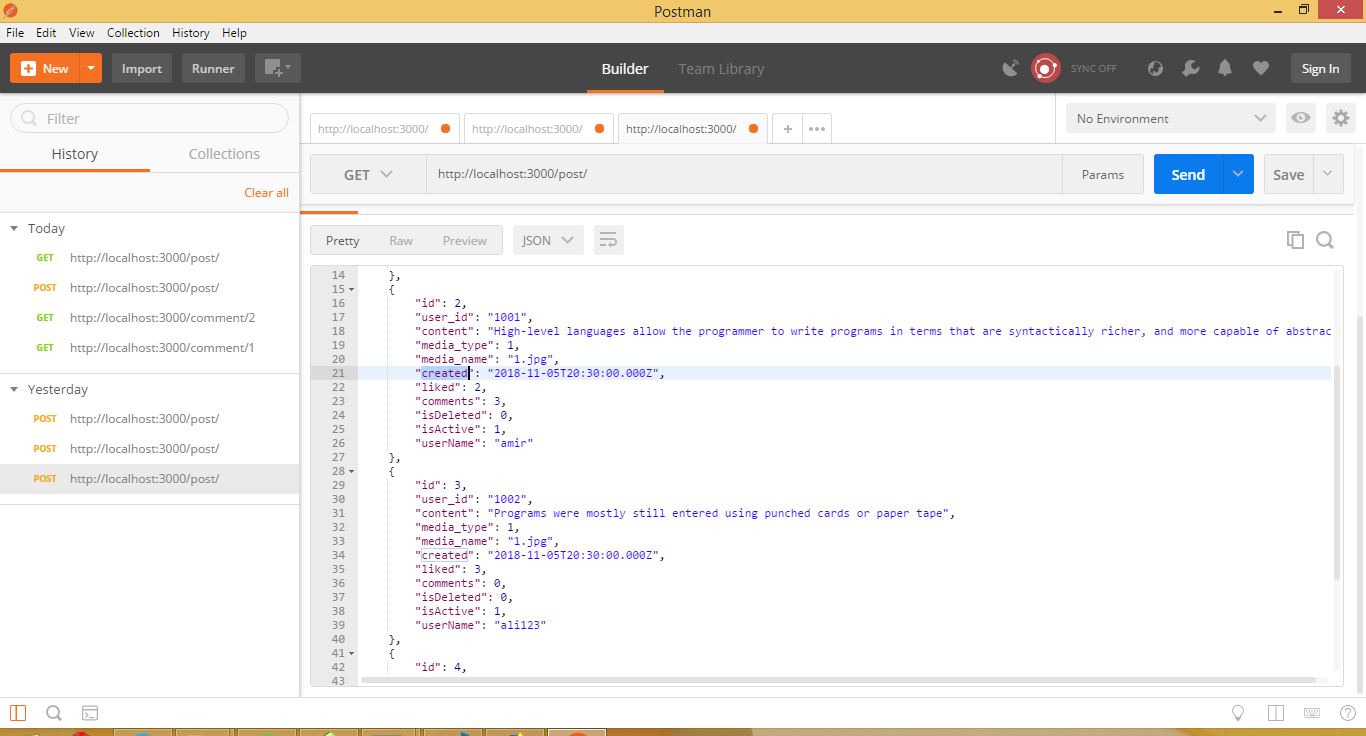 Postman
File Edit View Collection History Help
New Import Runner Builder Team Library SYNC OFF Sign In
Filter
History Collections
Clear all
Today
GET http://localhost:3000/post/
POST http://localhost:3000/post/
GET http://localhost:3000/comment/2
GET http://localhost:3000/comment/1
Yesterday
POST http://localhost:3000/post/
POST http://localhost:3000/post/
POST http://localhost:3000/post/
http://localhost:3000/ http://localhost:3000/ http://localhost:3000/ + ••• No Environment
GET http://localhost:3000/post/ Params Send Save
Pretty Raw Preview JSON
14 },
15 {
16 "id": 2,
17 "user_id": "1001",
18 "content": "High-level languages allow the programmer to write programs in terms that are syntactically richer, and more capable of abstrac
19 "media_type": 1,
20 "media_name": "1.jpg",
21 "created": "2018-11-05T20:30:00.000Z",
22 "liked": 2,
23 "comments": 3,
24 "isDeleted": 0,
25 "isActive": 1,
26 "userName": "amir"
27 },
28 {
29 "id": 3,
30 "user_id": "1002",
31 "content": "Programs were mostly still entered using punched cards or paper tape",
32 "media_type": 1,
33 "media_name": "1.jpg",
34 "created": "2018-11-05T20:30:00.000Z",
35 "liked": 3,
36 "comments": 0,
37 "isDeleted": 0,
38 "isActive": 1,
39 "userName": "ali123"
40 },
41 {
42 "id": 4,
43